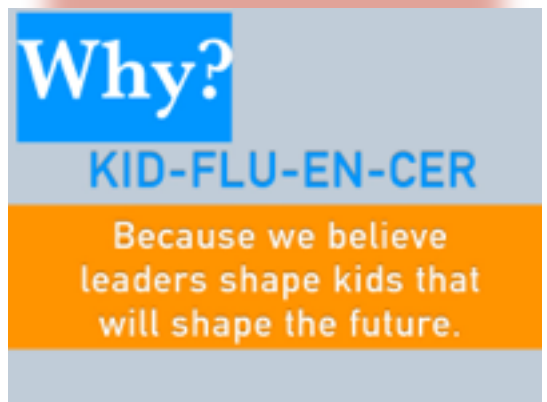 Why?
KID-FLU-EN-CER
Because we believe
leaders shape kids that
will shape the future.